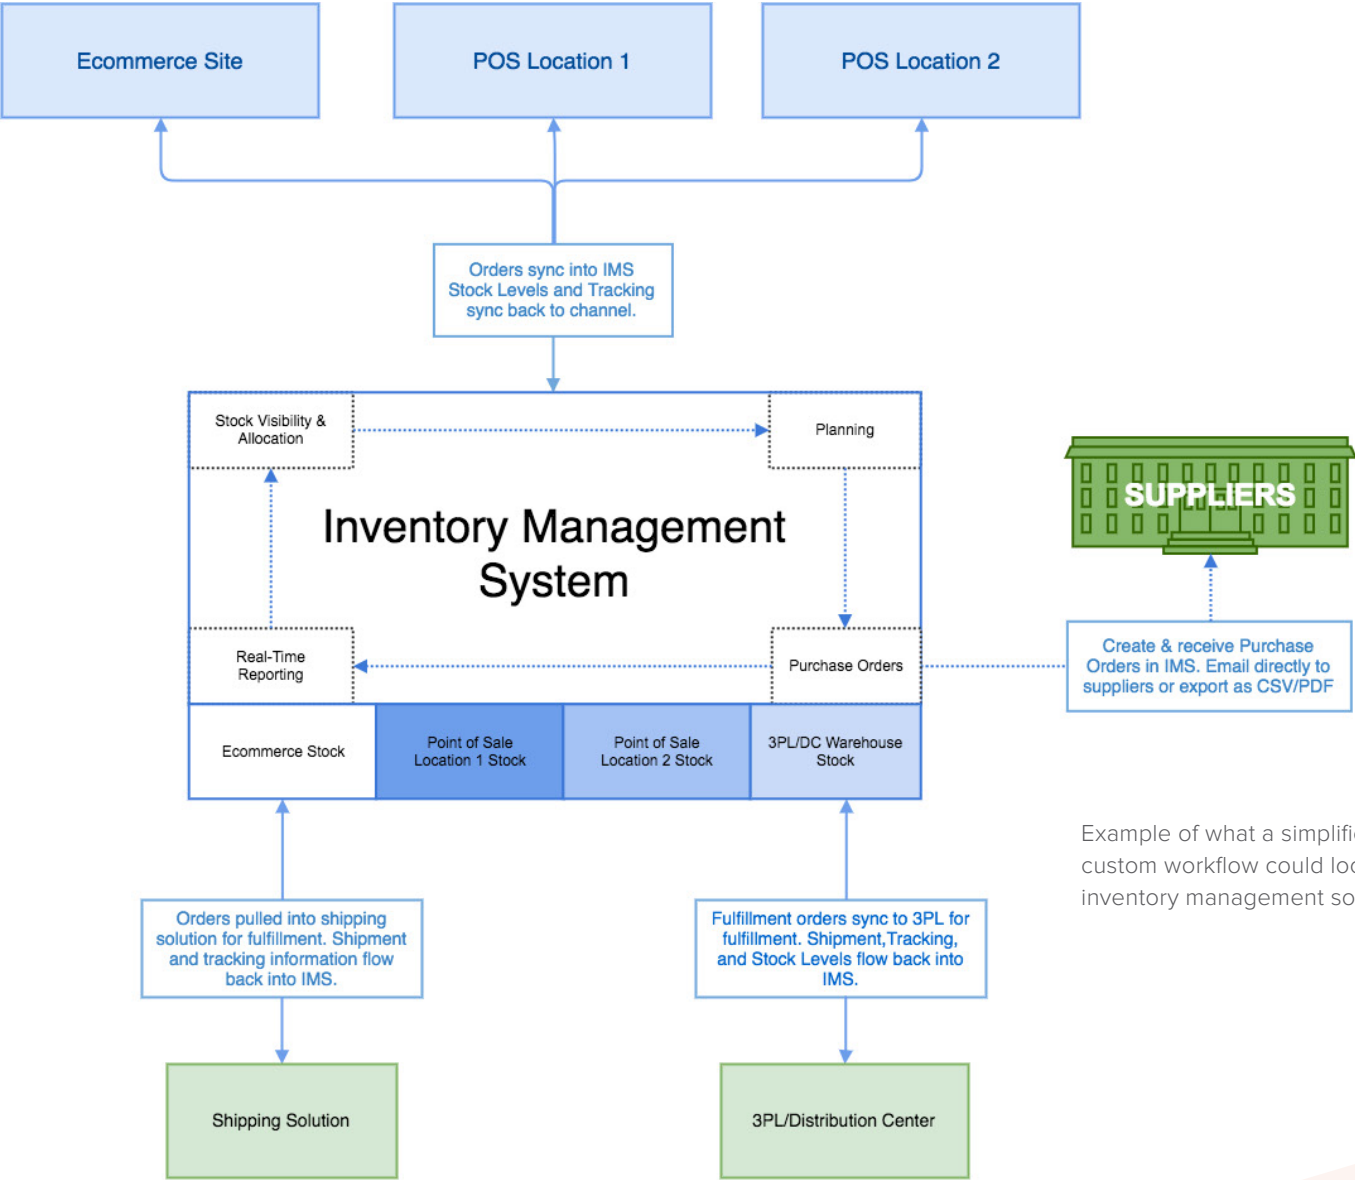 Ecommerce Site
POS Location 1
POS Location 2
Orders sync into IMS
Stock Levels and Tracking
sync back to channel.
Stock Visibility &
Allocation
Planning
Inventory Management
System
SUPPLIERS
Real-Time
Reporting
Purchase Orders
Create & receive Purchase
Orders in IMS. Email directly to
suppliers or export as CSV/PDF
Ecommerce Stock
Point of Sale
Location 1 Stock
Point of Sale
Location 2 Stock
3PL/DC Warehouse
Stock
Example of what a
custom workflow could
inventory management
Orders pulled into shipping
solution for fulfillment. Shipment
and tracking information flow
back into IMS.
Fulfillment orders sync to 3PL for
fulfillment. Shipment,Tracking,
and Stock Levels flow back into
IMS.
Shipping Solution
3PL/Distribution Center